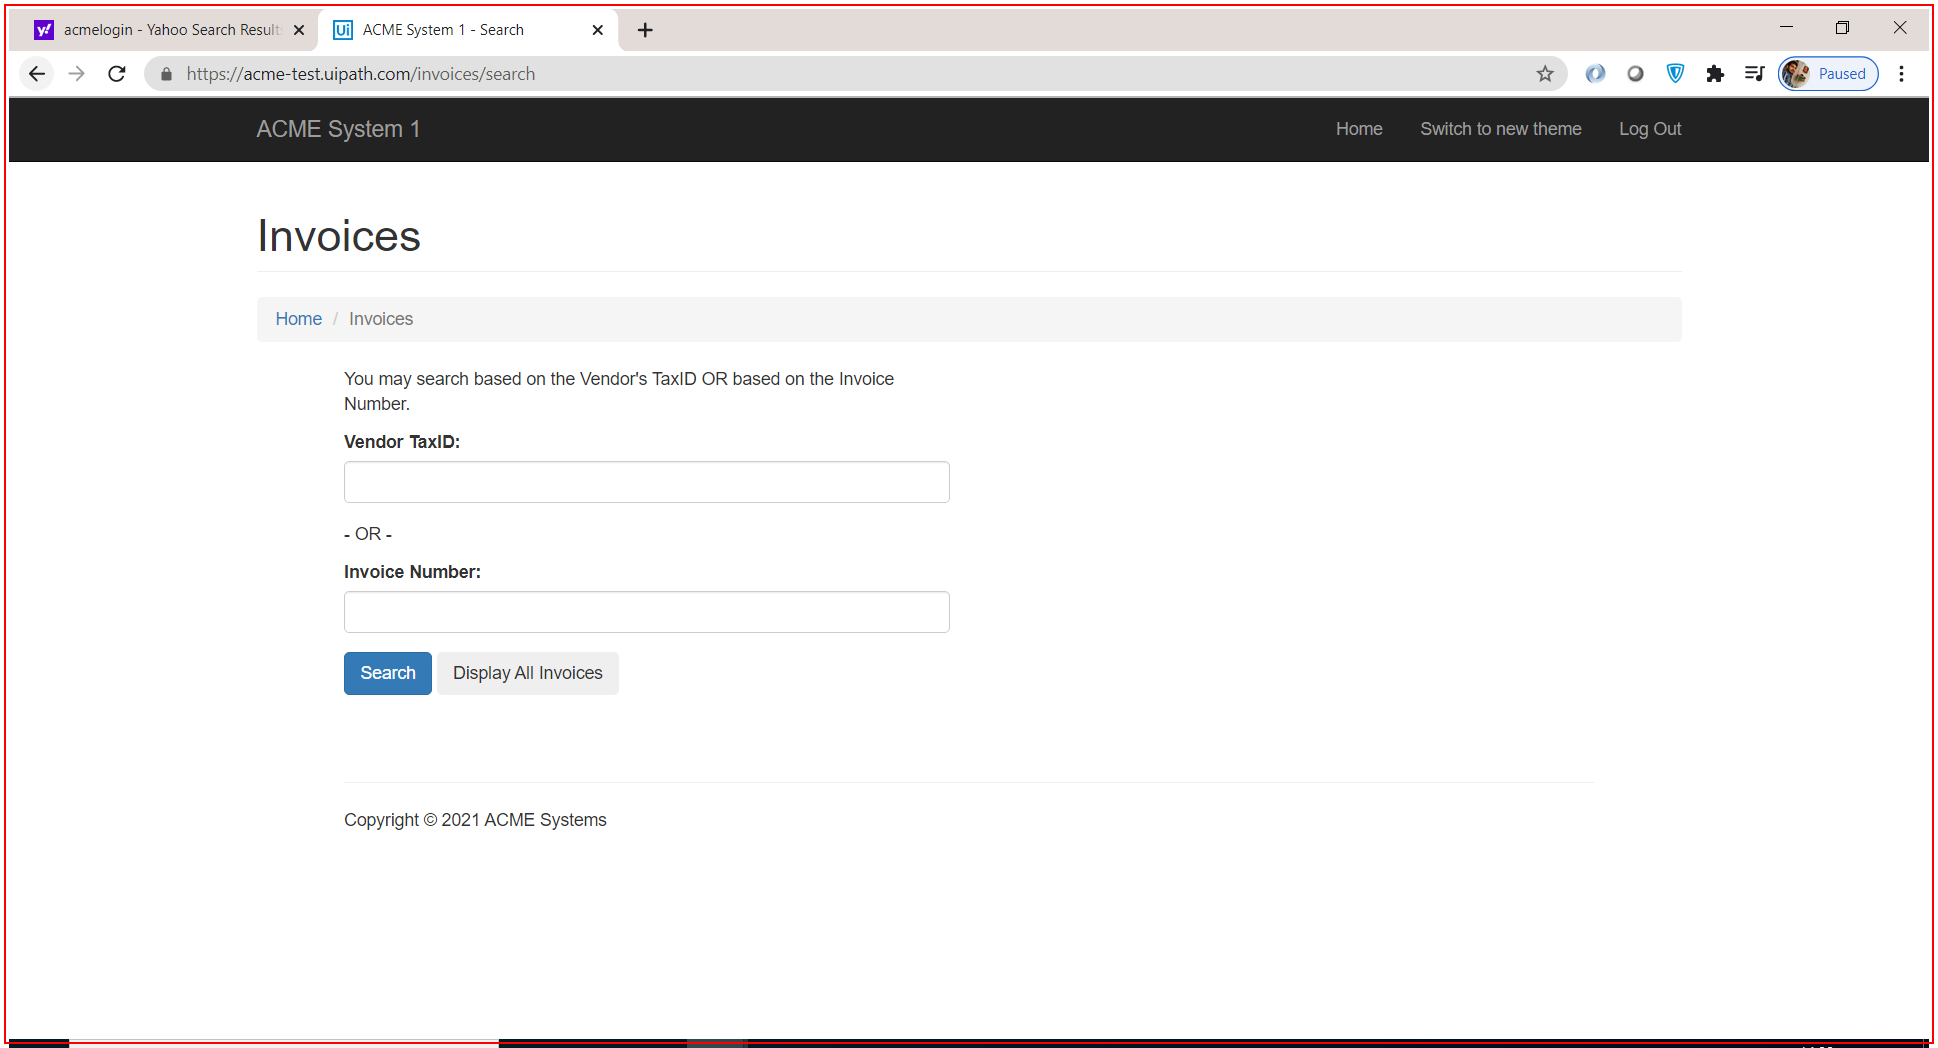 acmelogin - Yahoo Search Results
ACME System 1 - Search
https://acme-test.uipath.com/invoices/search
Paused
ACME System 1
Home
Switch to new theme
Log Out
Invoices
Home / Invoices
You may search based on the Vendor's TaxID OR based on the Invoice
Number.
Vendor TaxID:
- OR -
Invoice Number:
Search
Display All Invoices
Copyright © 2021 ACME Systems